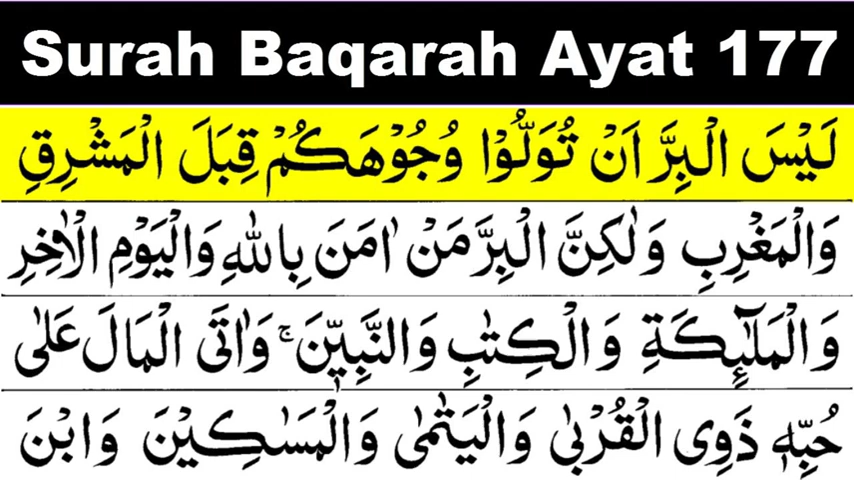 Surah Baqarah Ayat 177
لَيْسَ الْبِرَّ اَنْ تُوَلُّوْا وُجُوْهَكُمْ قِبَلَ الْمَشْرِقِ
وَالْمَغْرِبِ وَلٰكِنَّ الْبِرَّ مَنْ اٰمَنَ بِاللّٰهِ وَالْيَوْمِ الْاٰخِرِ
وَالْمَلٰٓئِكَةِ وَالْكِتٰبِ وَالنَّبِيّٖنَ ۚ وَاٰتَى الْمَالَ عَلٰى
حُبِّهٖ ذَوِى الْقُرْبٰى وَالْيَتٰمٰى وَالْمَسٰكِيْنَ وَابْنَ